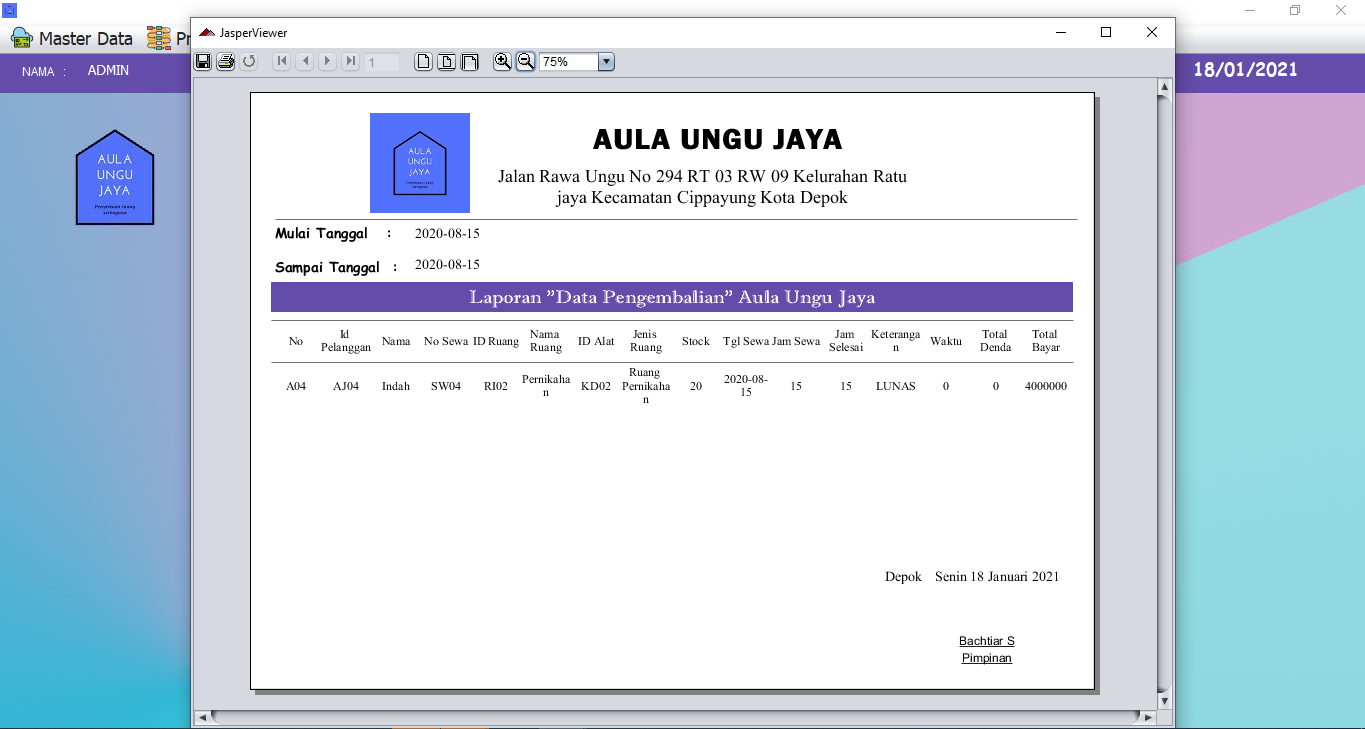 JasperViewer
Master Data
Pr
1
75%
NAMA : ADMIN
18/01/2021
AULA
UNGU
JAYA
Penyewaan ruang
serbaguna
AULA
UNGU
JAYA
AULA UNGU JAYA
Jalan Rawa Ungu No 294 RT 03 RW 09 Kelurahan Ratu
jaya Kecamatan Cippayung Kota Depok
Mulai Tanggal : 2020-08-15
Sampai Tanggal : 2020-08-15
Laporan "Data Pengembalian" Aula Ungu Jaya
No Id Pelanggan Nama No Sewa ID Ruang Nama Ruang ID Alat Jenis Ruang Stock Tgl Sewa Jam Sewa Jam Selesai Keterangan Waktu Total Denda Total Bayar
A04 AJ04 Indah SW04 RI02 Pernikahan KD02 Ruang Pernikahan 20 2020-08-15 15 15 LUNAS 0 0 4000000
Depok Senin 18 Januari 2021
Bachtiar S
Pimpinan